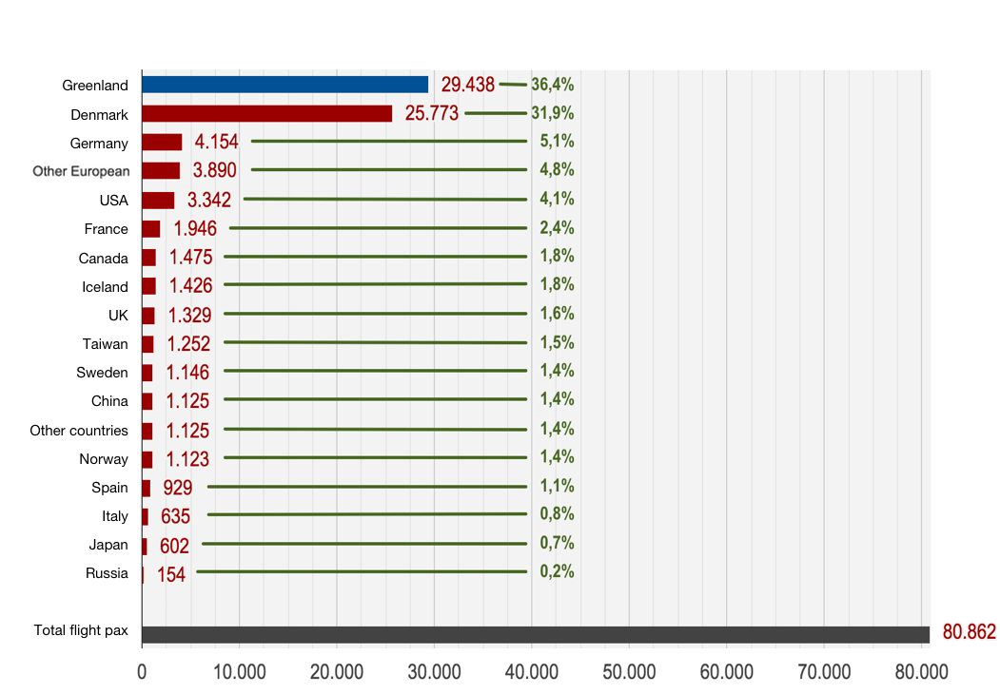 Greenland 29.438 36,4%
Denmark 25.773 31,9%
Germany 4.154 5,1%
Other European 3.890 4,8%
USA 3.342 4,1%
France 1.946 2,4%
Canada 1.475 1,8%
Iceland 1.426 1,8%
UK 1.329 1,6%
Taiwan 1.252 1,5%
Sweden 1.146 1,4%
China 1.125 1,4%
Other countries 1.125 1,4%
Norway 1.123 1,4%
Spain 929 1,1%
Italy 635 0,8%
Japan 602 0,7%
Russia 154 0,2%
Total flight pax 80.862
0 10.000 20.000 30.000 40.000 50.000 60.000 70.000 80.000